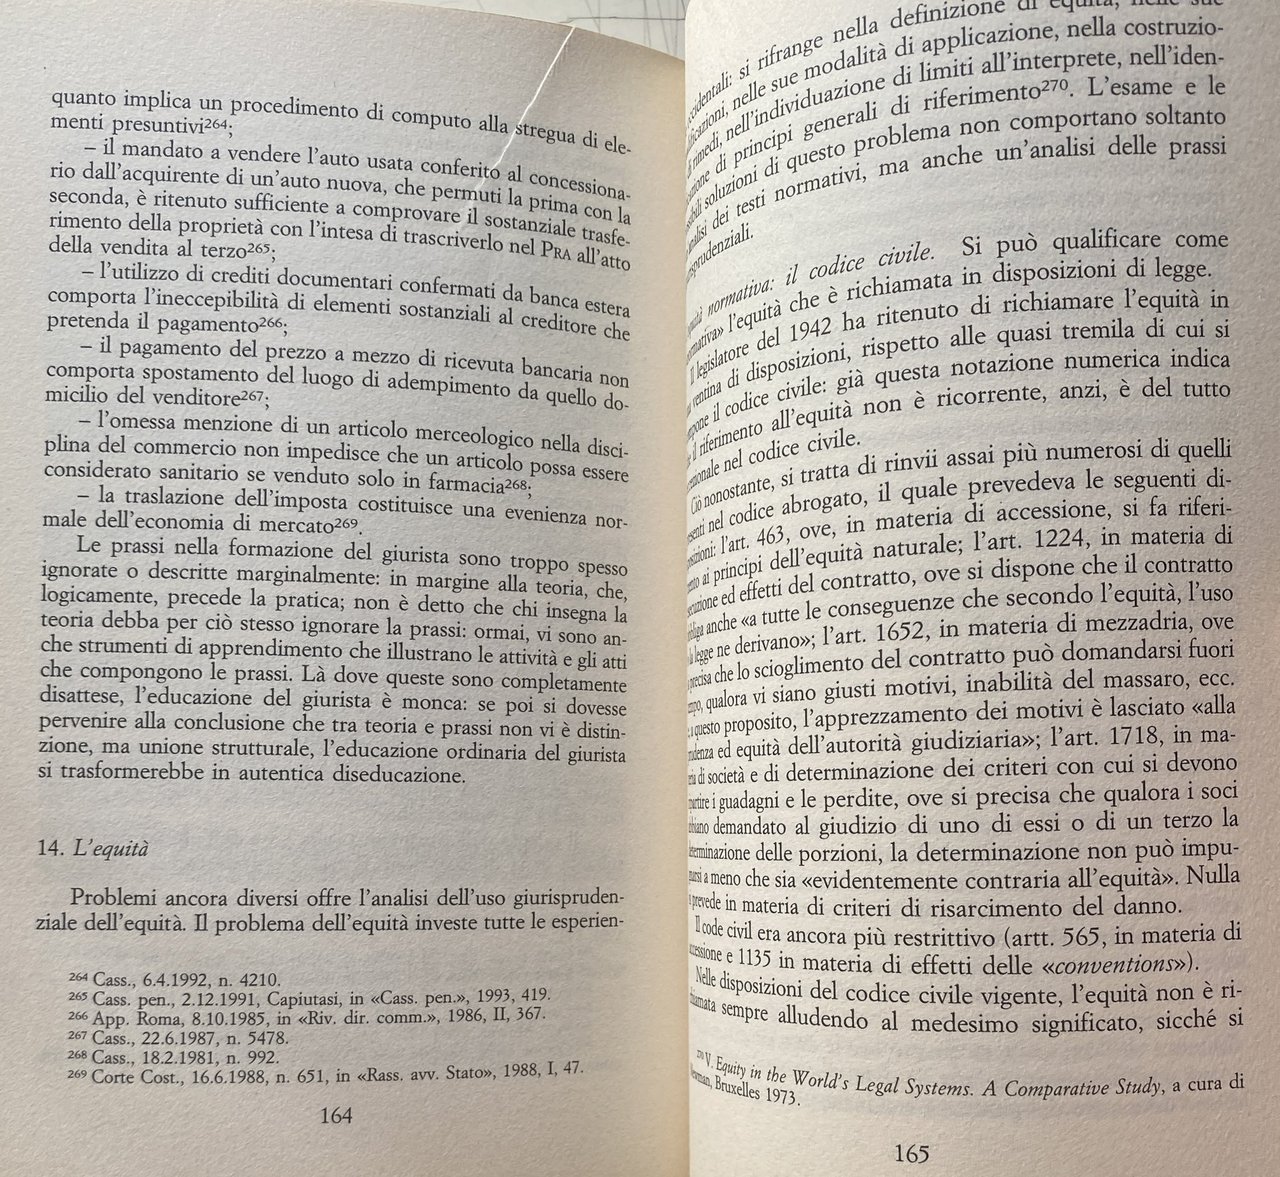 quanto implica un procedimento di computo alla stregua di ele-
menti presuntivi264;
– il mandato a vendere l'auto usata conferito al concessiona-
rio dall'acquirente di un'auto nuova, che permuti la prima con la
seconda, è ritenuto sufficiente a comprovare il sostanziale trasfe-
rimento della proprietà con l'intesa di trascriverlo nel PRA all'atto
della vendita al terzo265;
– l'utilizzo di crediti documentari confermati da banca estera
comporta l'ineccepibilità di elementi sostanziali al creditore che
pretenda il pagamento266;
– il pagamento del prezzo a mezzo di ricevuta bancaria non
comporta spostamento del luogo di adempimento da quello do-
micilio del venditore267;
– l'omessa menzione di un articolo merceologico nella disci-
plina del commercio non impedisce che un articolo possa essere
considerato sanitario se venduto solo in farmacia268;
– la traslazione dell'imposta costituisce una evenienza nor-
male dell'economia di mercato269.
Le prassi nella formazione del giurista sono troppo spesso
ignorate o descritte marginalmente: in margine alla teoria, che,
logicamente, precede la pratica; non è detto che chi insegna la
teoria debba per ciò stesso ignorare la prassi: ormai, vi sono an-
che strumenti di apprendimento che illustrano le attività e gli atti
che compongono le prassi. Là dove queste sono completamente
disattese, l'educazione del giurista è monca: se poi si dovesse
pervenire alla conclusione che tra teoria e prassi non vi è distin-
zione, ma unione strutturale, l'educazione ordinaria del giurista
si trasformerebbe in autentica diseducazione.
14. L'equità
Problemi ancora diversi offre l'analisi dell'uso giurispruden-
ziale dell'equità. Il problema dell'equità investe tutte le esperien-
264 Cass., 6.4.1992, n. 4210.
265 Cass. pen., 2.12.1991, Capiutasi, in «Cass. pen.», 1993, 419.
266 App. Roma, 8.10.1985, in «Riv. dir. comm.», 1986, II, 367.
267 Cass., 22.6.1987, n. 5478.
268 Cass., 18.2.1981, n. 992.
269 Corte Cost., 16.6.1988, n. 651, in «Rass. avv. Stato», 1988, I, 47.
164
si rifrange nella definizione di equità, nelle sue
nelle sue modalità di applicazione, nella costruzio-
rimedi, nell'individuazione di limiti all'interprete, nell'iden-
di principi generali di riferimento270. L'esame e le
soluzioni di questo problema non comportano soltanto
dei testi normativi, ma anche un'analisi delle prassi
normativa: il codice civile. Si può qualificare come
l'equità che è richiamata in disposizioni di legge.
Il legislatore del 1942 ha ritenuto di richiamare l'equità in
ventina di disposizioni, rispetto alle quasi tremila di cui si
il codice civile: già questa notazione numerica indica
il riferimento all'equità non è ricorrente, anzi, è del tutto
nel codice civile.
Ciò nonostante, si tratta di rinvii assai più numerosi di quelli
nel codice abrogato, il quale prevedeva le seguenti di-
l'art. 463, ove, in materia di accessione, si fa riferi-
ai principi dell'equità naturale; l'art. 1224, in materia di
ed effetti del contratto, ove si dispone che il contratto
anche «a tutte le conseguenze che secondo l'equità, l'uso
la legge ne derivano»; l'art. 1652, in materia di mezzadria, ove
precisa che lo scioglimento del contratto può domandarsi fuori
qualora vi siano giusti motivi, inabilità del massaro, ecc.
a questo proposito, l'apprezzamento dei motivi è lasciato «alla
ed equità dell'autorità giudiziaria»; l'art. 1718, in ma-
di società e di determinazione dei criteri con cui si devono
i guadagni e le perdite, ove si precisa che qualora i soci
demandato al giudizio di uno di essi o di un terzo la
delle porzioni, la determinazione non può impu-
a meno che sia «evidentemente contraria all'equità». Nulla
prevede in materia di criteri di risarcimento del danno.
Il code civil era ancora più restrittivo (artt. 565, in materia di
e 1135 in materia di effetti delle «conventions»).
Nelle disposizioni del codice civile vigente, l'equità non è ri-
sempre alludendo al medesimo significato, sicché si
270 V. Equity in the World's Legal Systems. A Comparative Study, a cura di
Bruxelles 1973.
165